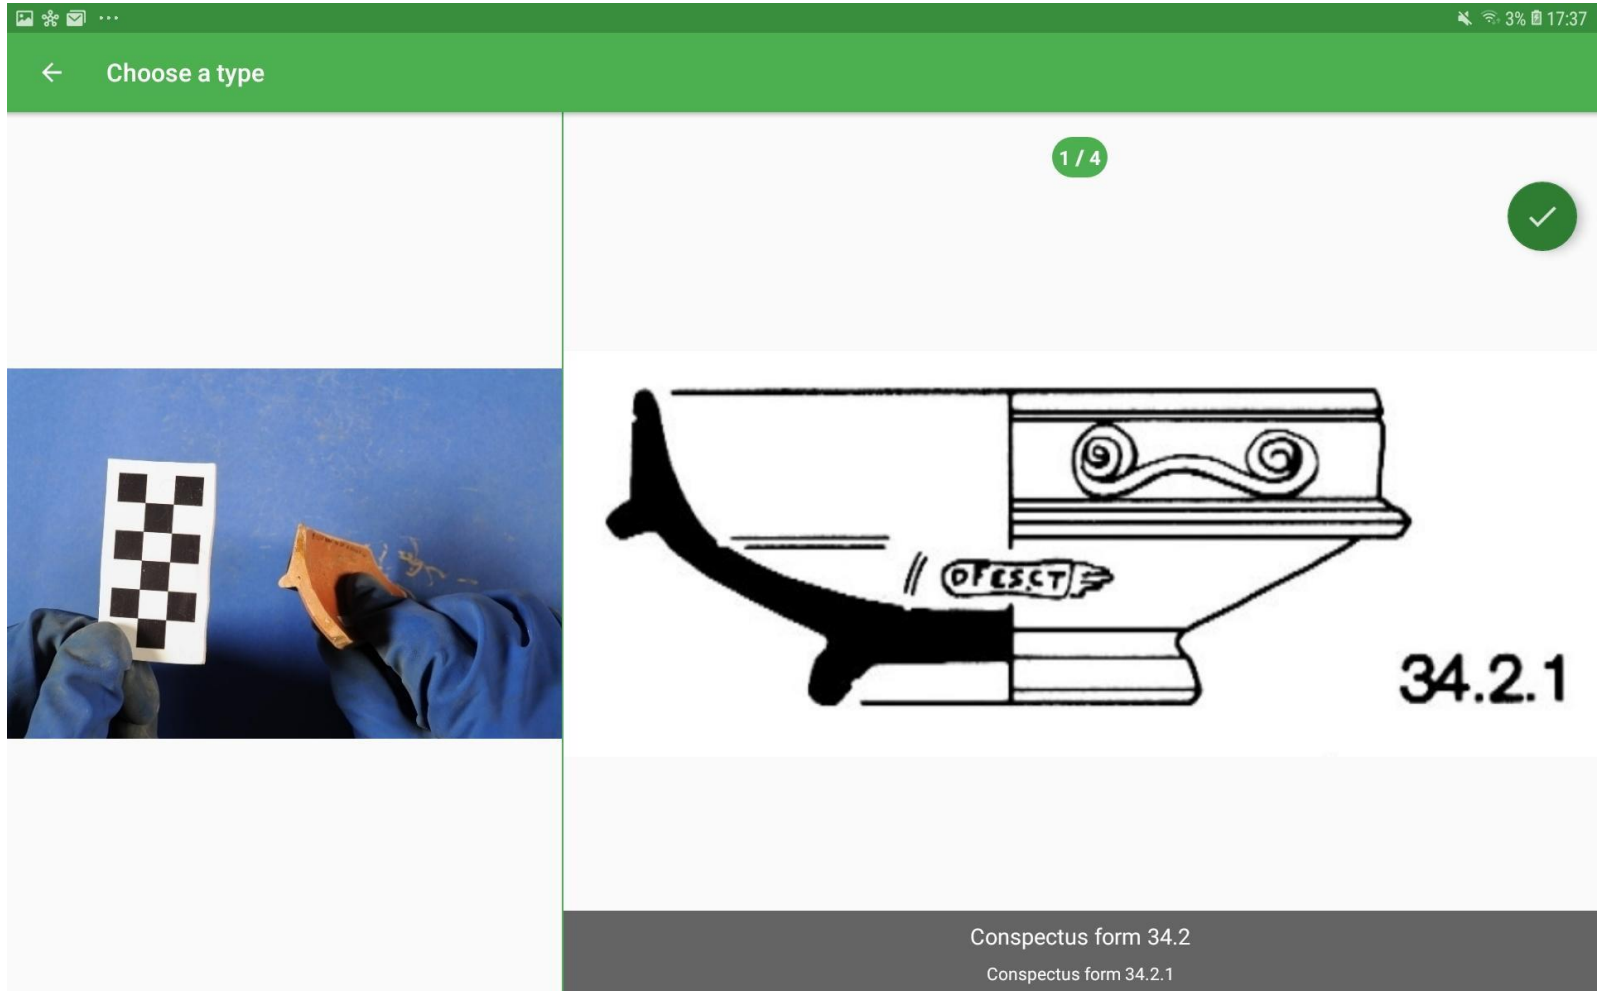 3% 17:37
Choose a type
1 / 4
OFESCT
34.2.1
Conspectus form 34.2
Conspectus form 34.2.1